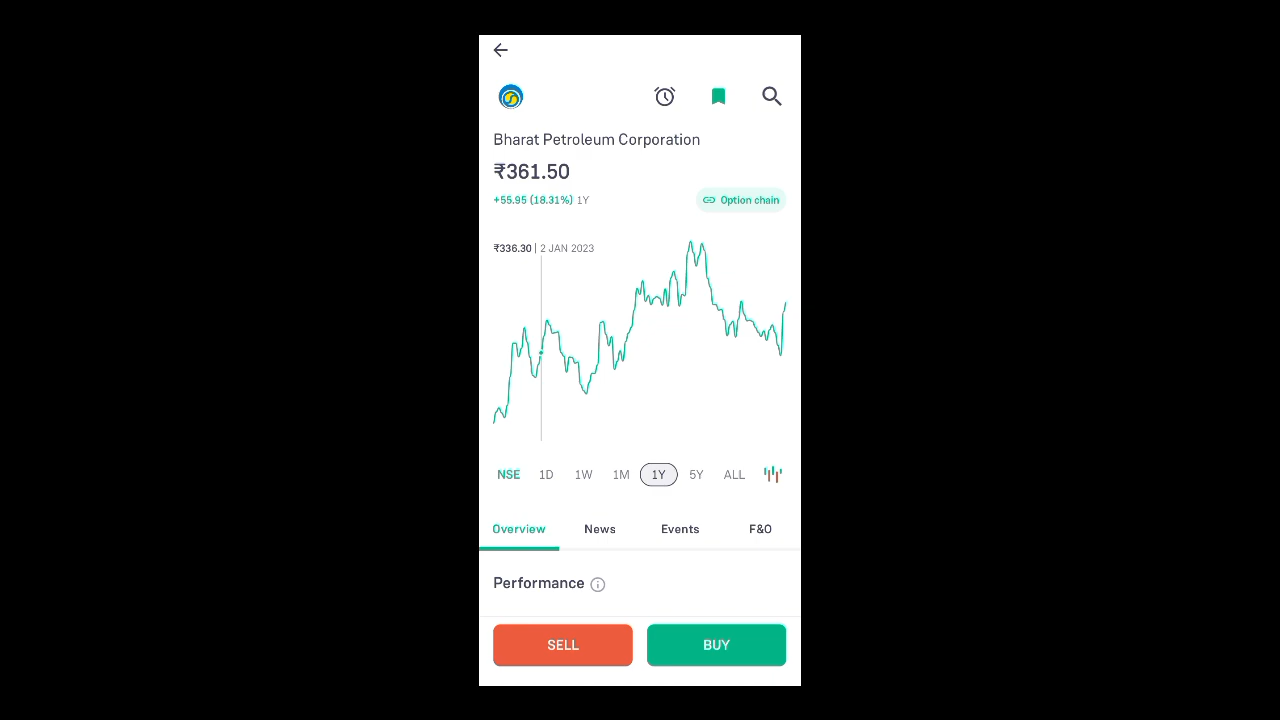 Bharat Petroleum Corporation
₹361.50
+55.95 (18.31%) 1Y
Option chain
₹336.30 | 2 JAN 2023
NSE 1D 1W 1M 1Y 5Y ALL
Overview News Events F&O
Performance
SELL BUY